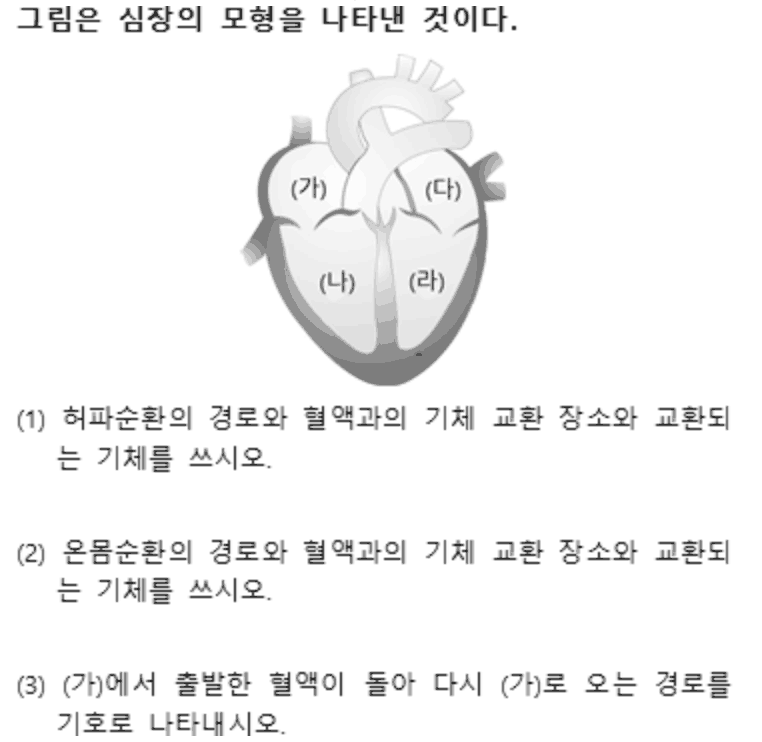 그림은 심장의 모형을 나타낸 것이다.
(가)
(다)
(나)
(라)
(1) 허파순환의 경로와 혈액과의 기체 교환 장소와 교환되
는 기체를 쓰시오.
(2) 온몸순환의 경로와 혈액과의 기체 교환 장소와 교환되
는 기체를 쓰시오.
(3) (가)에서 출발한 혈액이 돌아 다시 (가)로 오는 경로를
기호로 나타내시오.